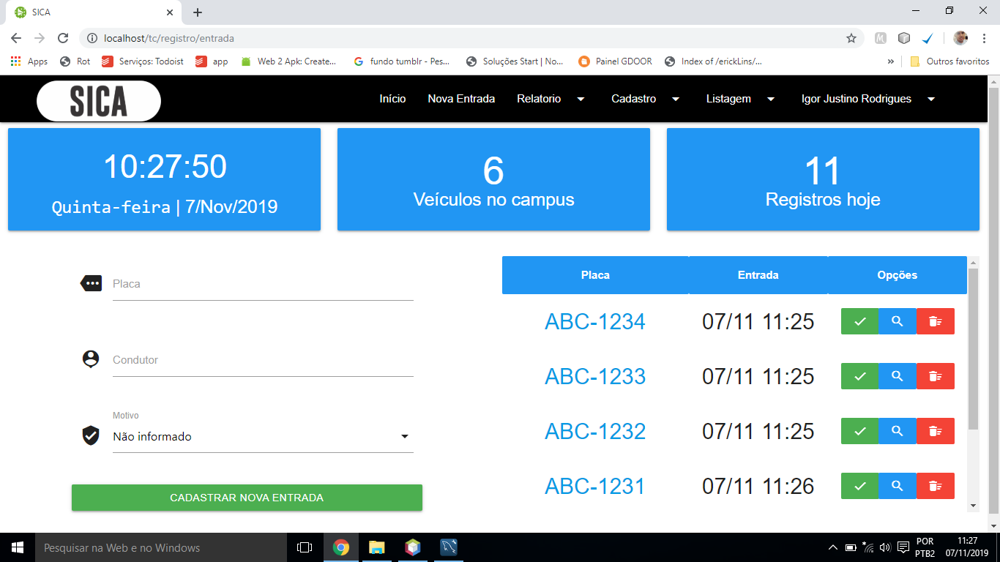 SICA
localhost/tc/registro/entrada
Apps Rot Serviços: Todoist app Web 2 Apk: Create... fundo tumblr - Pes... Soluções Start | No... Painel GDOOR Index of /erickLins/... » Outros favoritos
SICA Início Nova Entrada Relatorio Cadastro Listagem Igor Justino Rodrigues
10:27:50
Quinta-feira | 7/Nov/2019
6
Veículos no campus
11
Registros hoje
Placa
Condutor
Motivo
Não informado
CADASTRAR NOVA ENTRADA
Placa Entrada Opções
ABC-1234 07/11 11:25
ABC-1233 07/11 11:25
ABC-1232 07/11 11:25
ABC-1231 07/11 11:26
Pesquisar na Web e no Windows
POR
PTB2
11:27
07/11/2019